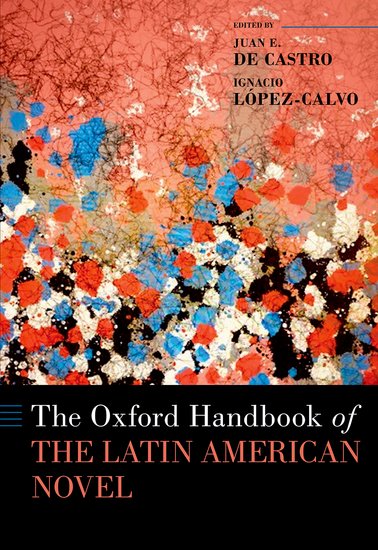 EDITED BY
JUAN E.
DE CASTRO
IGNACIO
LÓPEZ-CALVO
The Oxford Handbook of
THE LATIN AMERICAN
NOVEL